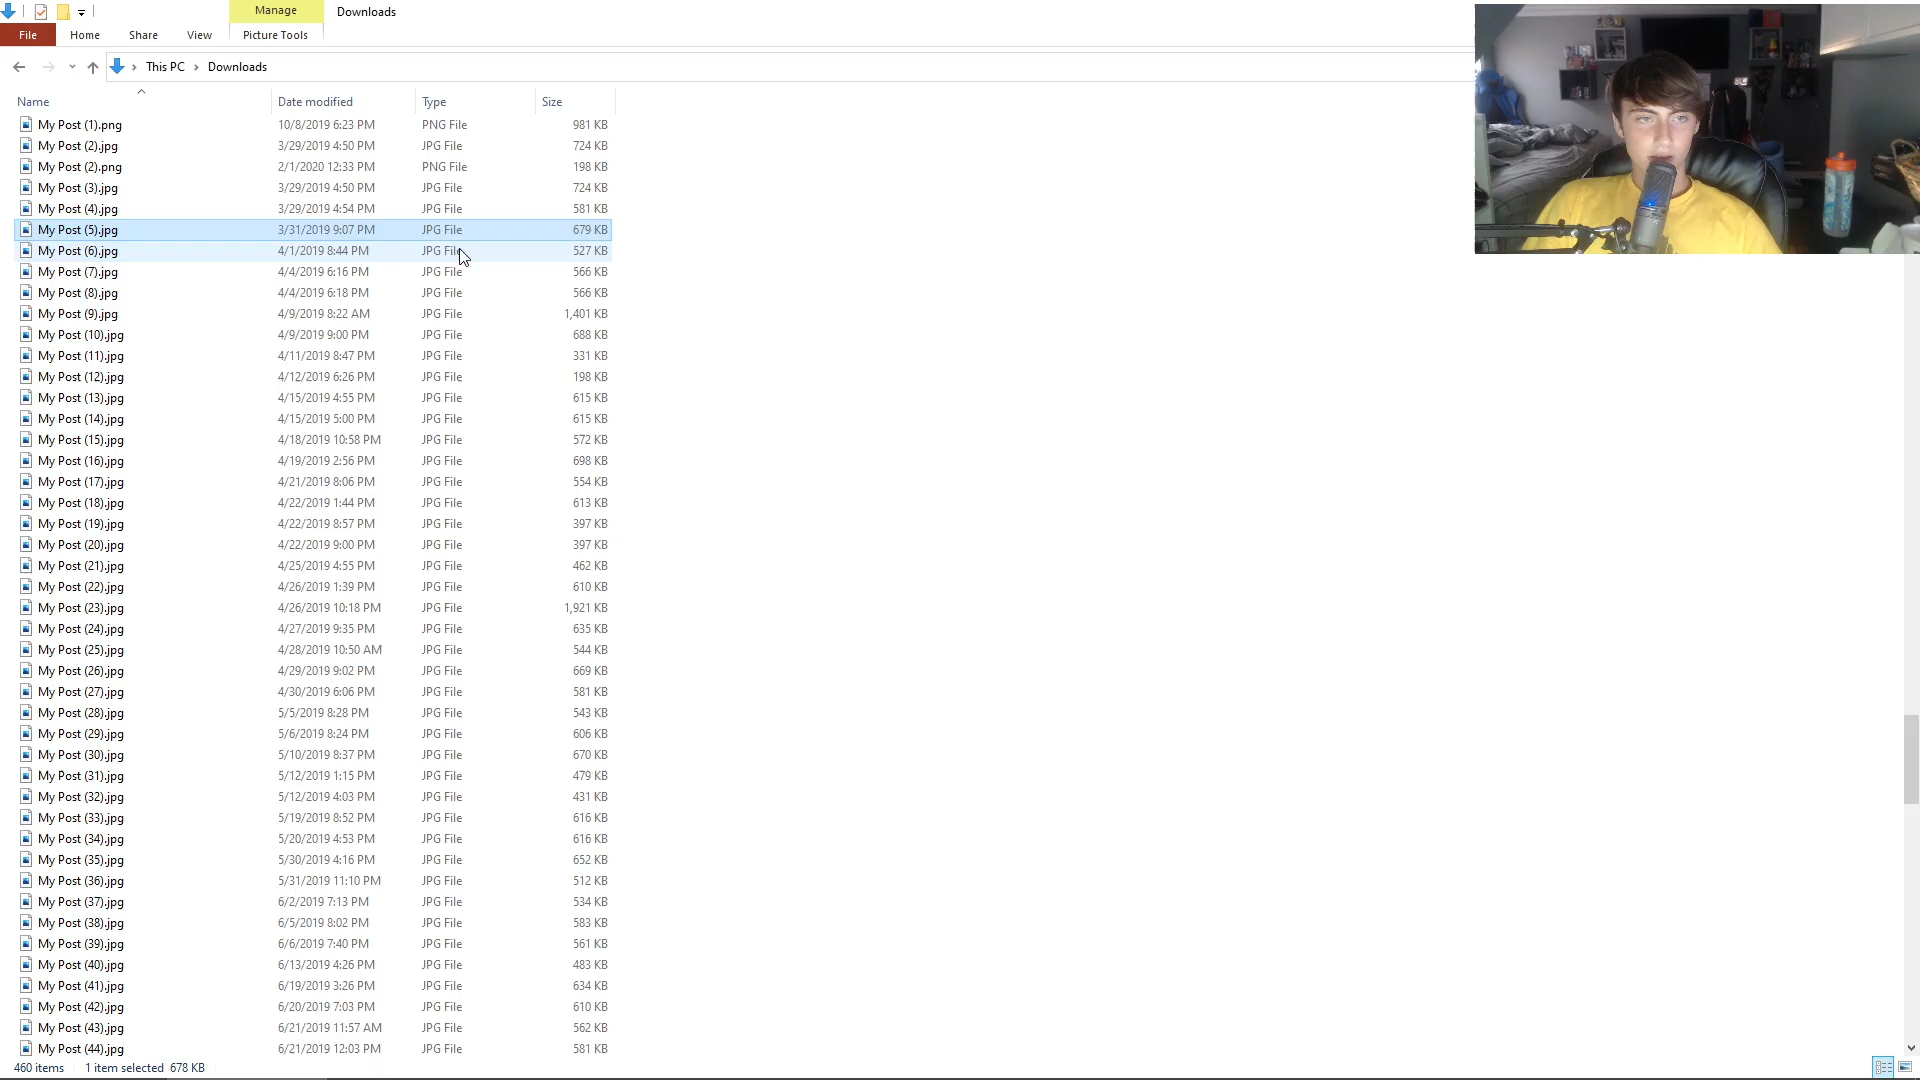 Manage Downloads
File Home Share View Picture Tools
This PC Downloads
Name Date modified Type Size
My Post (1).png 10/8/2019 6:23 PM PNG File 981 KB
My Post (2).jpg 3/29/2019 4:50 PM JPG File 724 KB
My Post (2).png 2/1/2020 12:33 PM PNG File 198 KB
My Post (3).jpg 3/29/2019 4:50 PM JPG File 724 KB
My Post (4).jpg 3/29/2019 4:54 PM JPG File 581 KB
My Post (5).jpg 3/31/2019 9:07 PM JPG File 679 KB
My Post (6).jpg 4/1/2019 8:44 PM JPG File 527 KB
My Post (7).jpg 4/4/2019 6:16 PM JPG File 566 KB
My Post (8).jpg 4/4/2019 6:18 PM JPG File 566 KB
My Post (9).jpg 4/9/2019 8:22 AM JPG File 1,401 KB
My Post (10).jpg 4/9/2019 9:00 PM JPG File 688 KB
My Post (11).jpg 4/11/2019 8:47 PM JPG File 331 KB
My Post (12).jpg 4/12/2019 6:26 PM JPG File 198 KB
My Post (13).jpg 4/15/2019 4:55 PM JPG File 615 KB
My Post (14).jpg 4/15/2019 5:00 PM JPG File 615 KB
My Post (15).jpg 4/18/2019 10:58 PM JPG File 572 KB
My Post (16).jpg 4/19/2019 2:56 PM JPG File 698 KB
My Post (17).jpg 4/21/2019 8:06 PM JPG File 554 KB
My Post (18).jpg 4/22/2019 1:44 PM JPG File 613 KB
My Post (19).jpg 4/22/2019 8:57 PM JPG File 397 KB
My Post (20).jpg 4/22/2019 9:00 PM JPG File 397 KB
My Post (21).jpg 4/25/2019 4:55 PM JPG File 462 KB
My Post (22).jpg 4/26/2019 1:39 PM JPG File 610 KB
My Post (23).jpg 4/26/2019 10:18 PM JPG File 1,921 KB
My Post (24).jpg 4/27/2019 9:35 PM JPG File 635 KB
My Post (25).jpg 4/28/2019 10:50 AM JPG File 544 KB
My Post (26).jpg 4/29/2019 9:02 PM JPG File 669 KB
My Post (27).jpg 4/30/2019 6:06 PM JPG File 581 KB
My Post (28).jpg 5/5/2019 8:28 PM JPG File 543 KB
My Post (29).jpg 5/6/2019 8:24 PM JPG File 606 KB
My Post (30).jpg 5/10/2019 8:37 PM JPG File 670 KB
My Post (31).jpg 5/12/2019 1:15 PM JPG File 479 KB
My Post (32).jpg 5/12/2019 4:03 PM JPG File 431 KB
My Post (33).jpg 5/19/2019 8:52 PM JPG File 616 KB
My Post (34).jpg 5/20/2019 4:53 PM JPG File 616 KB
My Post (35).jpg 5/30/2019 4:16 PM JPG File 652 KB
My Post (36).jpg 5/31/2019 11:10 PM JPG File 512 KB
My Post (37).jpg 6/2/2019 7:13 PM JPG File 534 KB
My Post (38).jpg 6/5/2019 8:02 PM JPG File 583 KB
My Post (39).jpg 6/6/2019 7:40 PM JPG File 561 KB
My Post (40).jpg 6/13/2019 4:26 PM JPG File 483 KB
My Post (41).jpg 6/19/2019 3:26 PM JPG File 634 KB
My Post (42).jpg 6/20/2019 7:03 PM JPG File 610 KB
My Post (43).jpg 6/21/2019 11:57 AM JPG File 562 KB
My Post (44).jpg 6/21/2019 12:03 PM JPG File 581 KB
460 items 1 item selected 678 KB